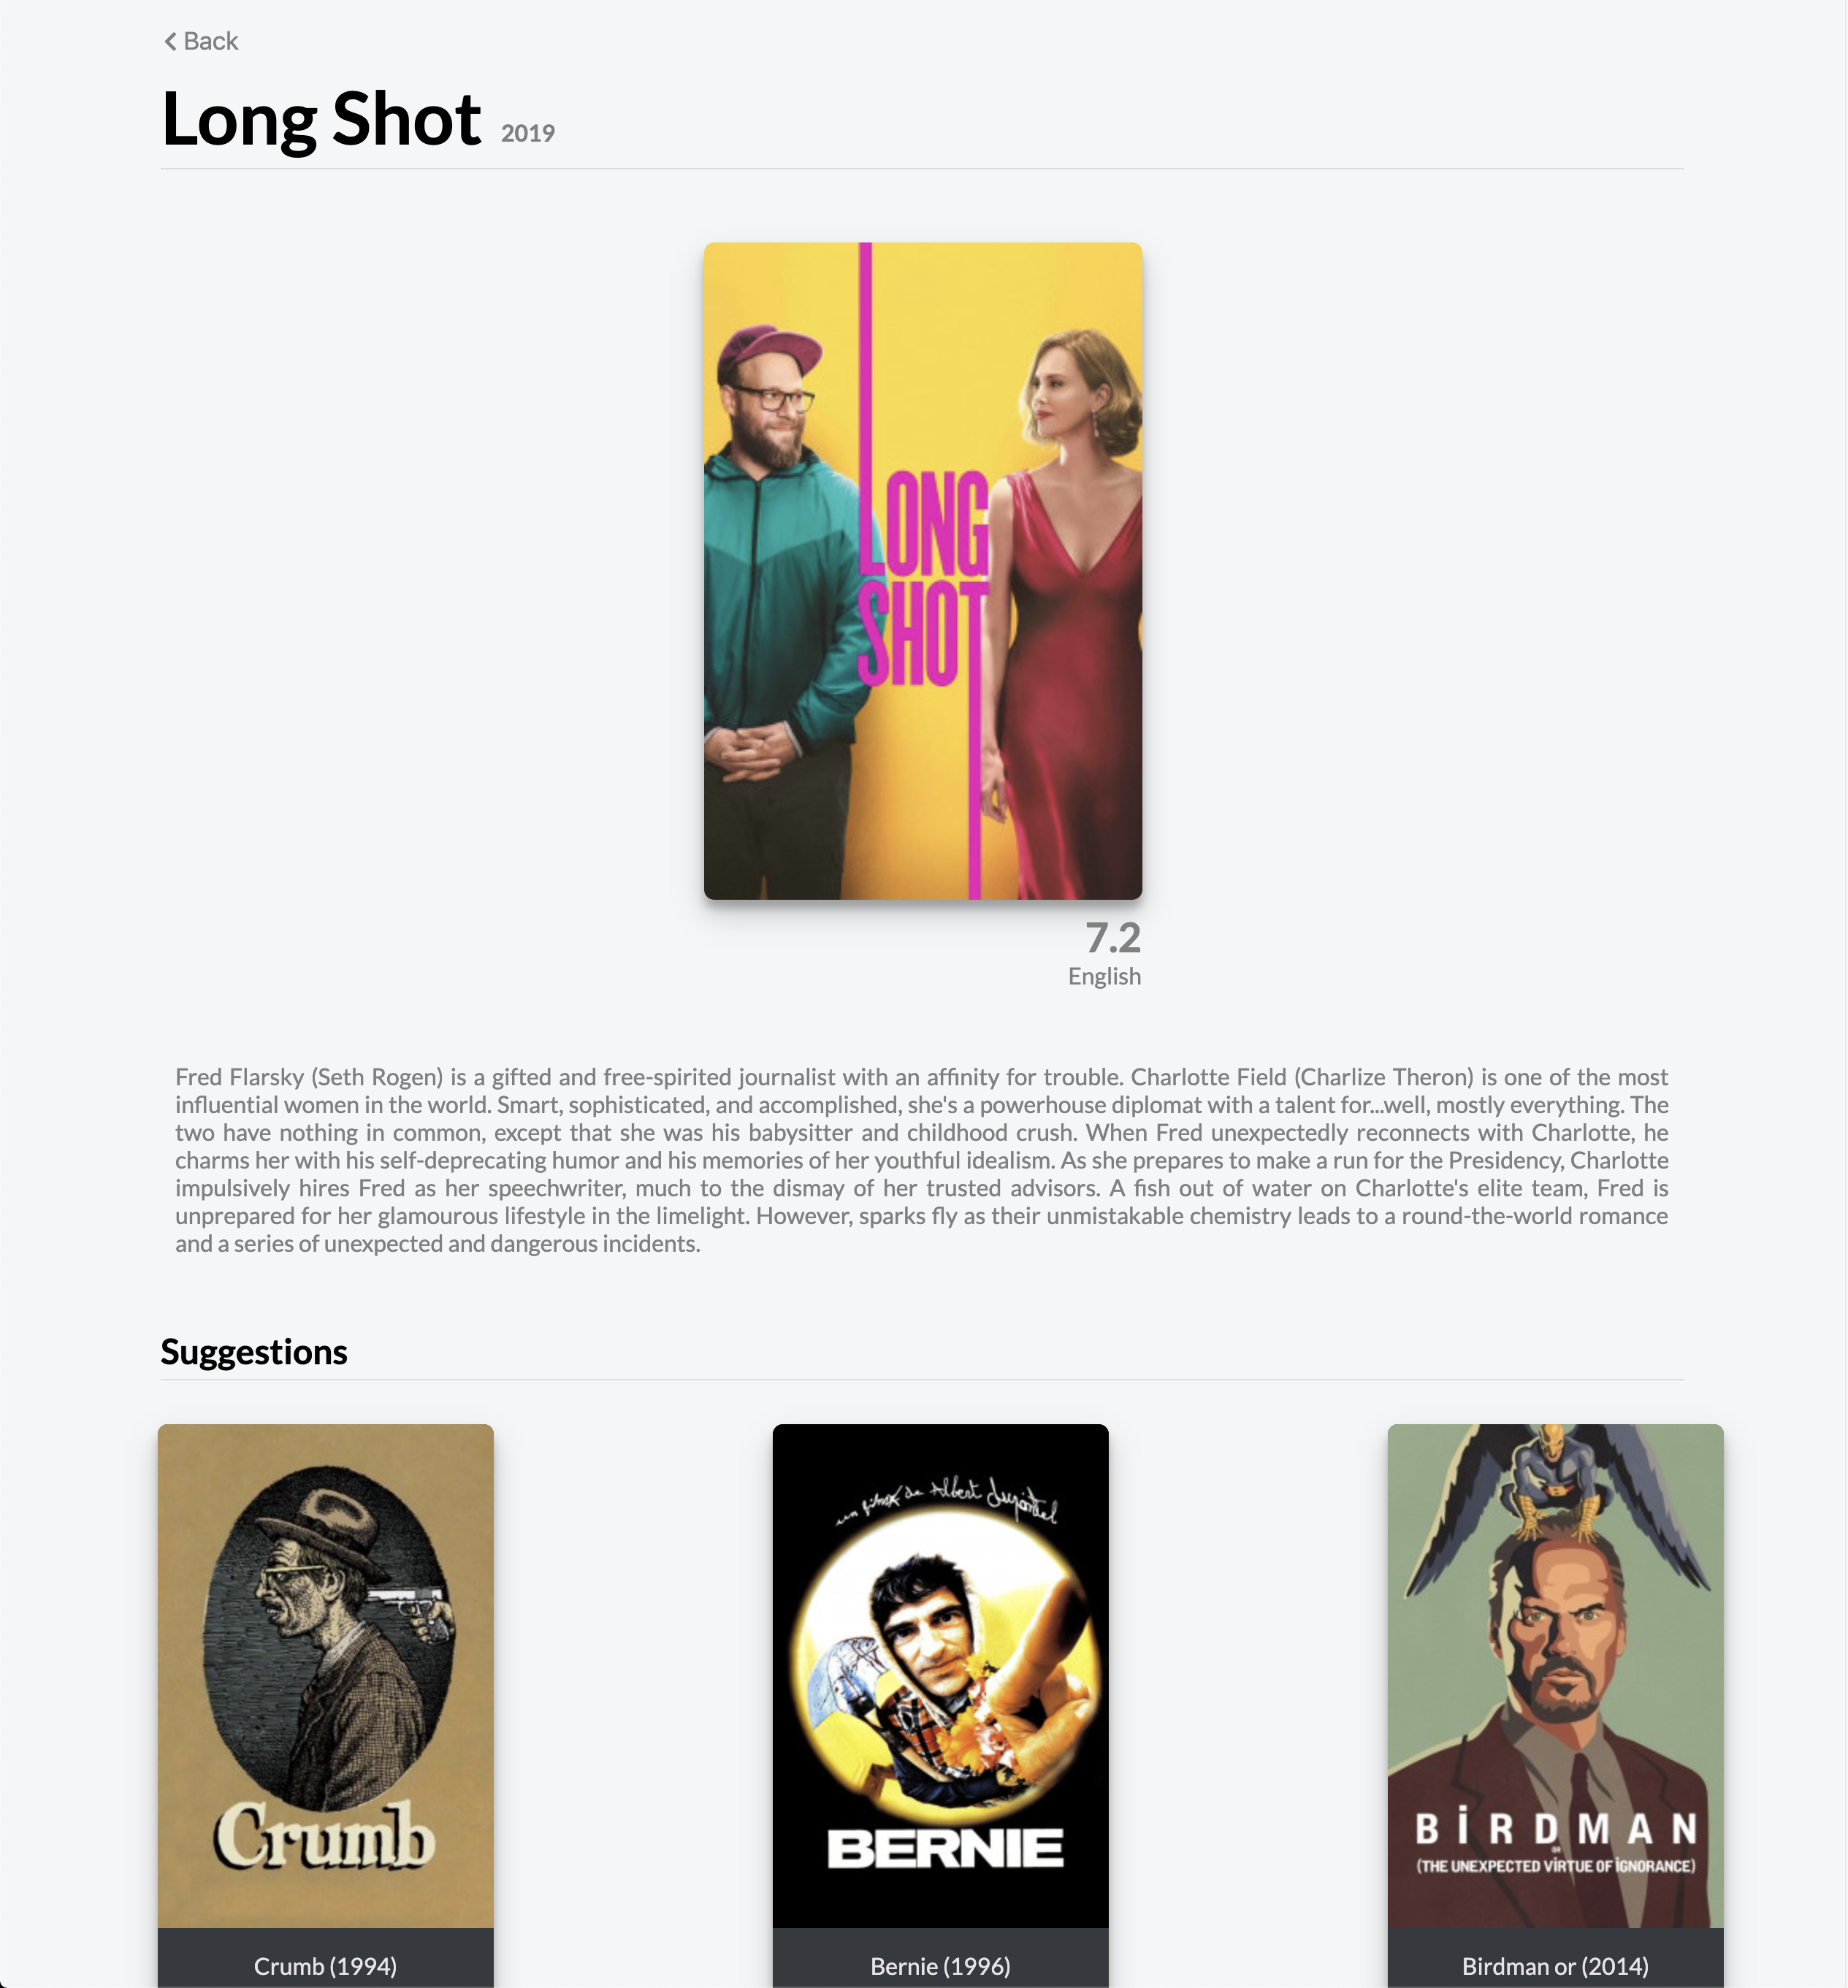 Back
Long Shot 2019
LONG
SHOT
7.2
English
Fred Flarsky (Seth Rogen) is a gifted and free-spirited journalist with an affinity for trouble. Charlotte Field (Charlize Theron) is one of the most
influential women in the world. Smart, sophisticated, and accomplished, she's a powerhouse diplomat with a talent for...well, mostly everything. The
two have nothing in common, except that she was his babysitter and childhood crush. When Fred unexpectedly reconnects with Charlotte, he
charms her with his self-deprecating humor and his memories of her youthful idealism. As she prepares to make a run for the Presidency, Charlotte
impulsively hires Fred as her speechwriter, much to the dismay of her trusted advisors. A fish out of water on Charlotte's elite team, Fred is
unprepared for her glamourous lifestyle in the limelight. However, sparks fly as their unmistakable chemistry leads to a round-the-world romance
and a series of unexpected and dangerous incidents.
Suggestions
Crumb
Crumb (1994)
un film de Albert Dupontel
BERNIE
Bernie (1996)
BiRDMAN
OR
(THE UNEXPECTED ViRTUE OF iGNORANCE)
Birdman or (2014)